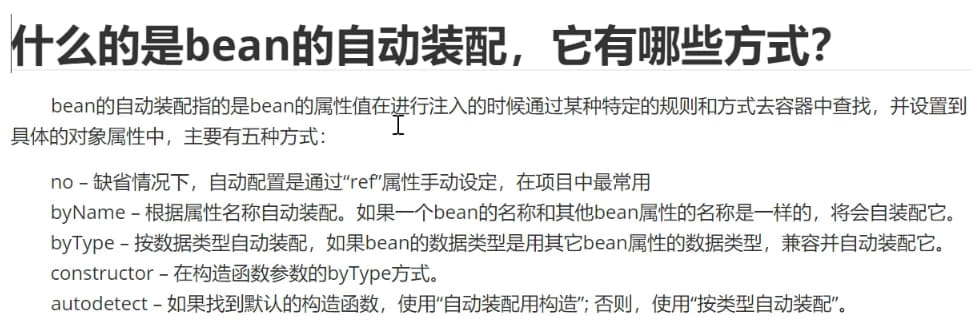 什么的是bean的自动装配，它有哪些方式？
bean的自动装配指的是bean的属性值在进行注入的时候通过某种特定的规则和方式去容器中查找，并设置到
具体的对象属性中，主要有五种方式：
no – 缺省情况下，自动配置是通过“ref”属性手动设定，在项目中最常用
byName – 根据属性名称自动装配。如果一个bean的名称和其他bean属性的名称是一样的，将会自装配它。
byType – 按数据类型自动装配，如果bean的数据类型是用其它bean属性的数据类型，兼容并自动装配它。
constructor – 在构造函数参数的byType方式。
autodetect – 如果找到默认的构造函数，使用“自动装配用构造”; 否则，使用“按类型自动装配”。